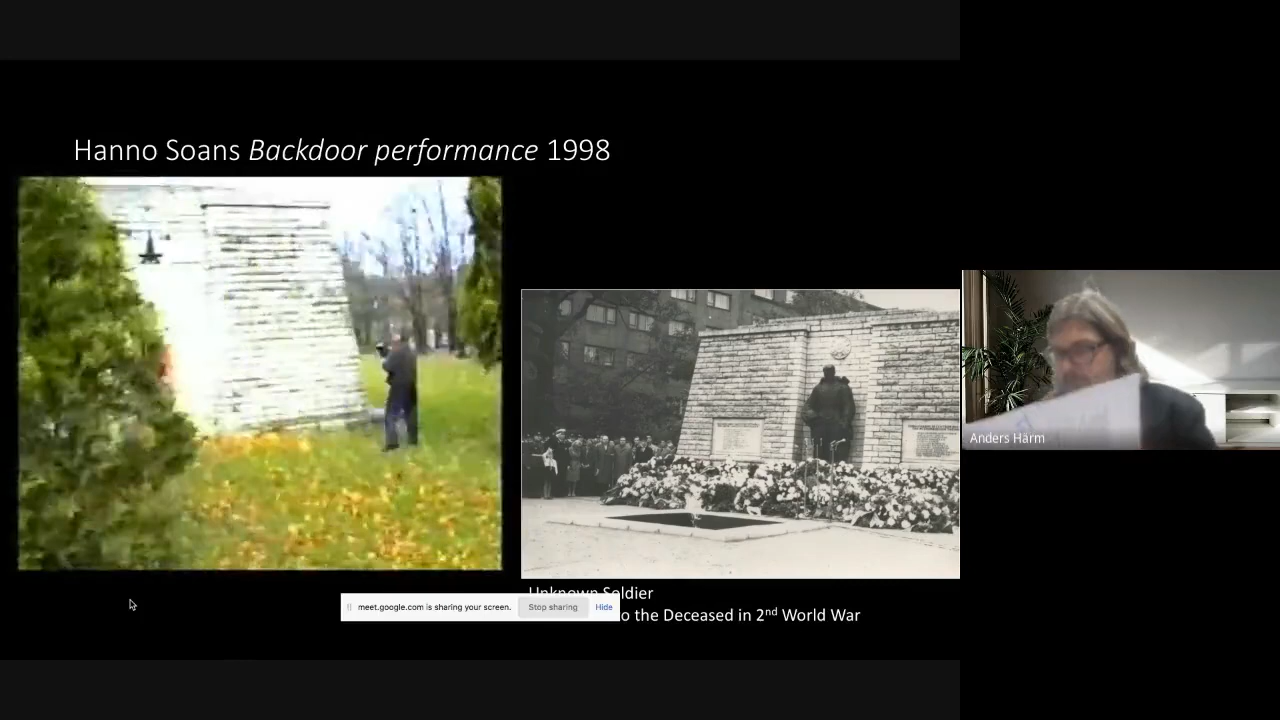 Hanno Soans Backdoor performance 1998
Unknown Soldier
o the Deceased in 2nd World War
meet.google.com is sharing your screen. Stop sharing Hide
Anders Härm